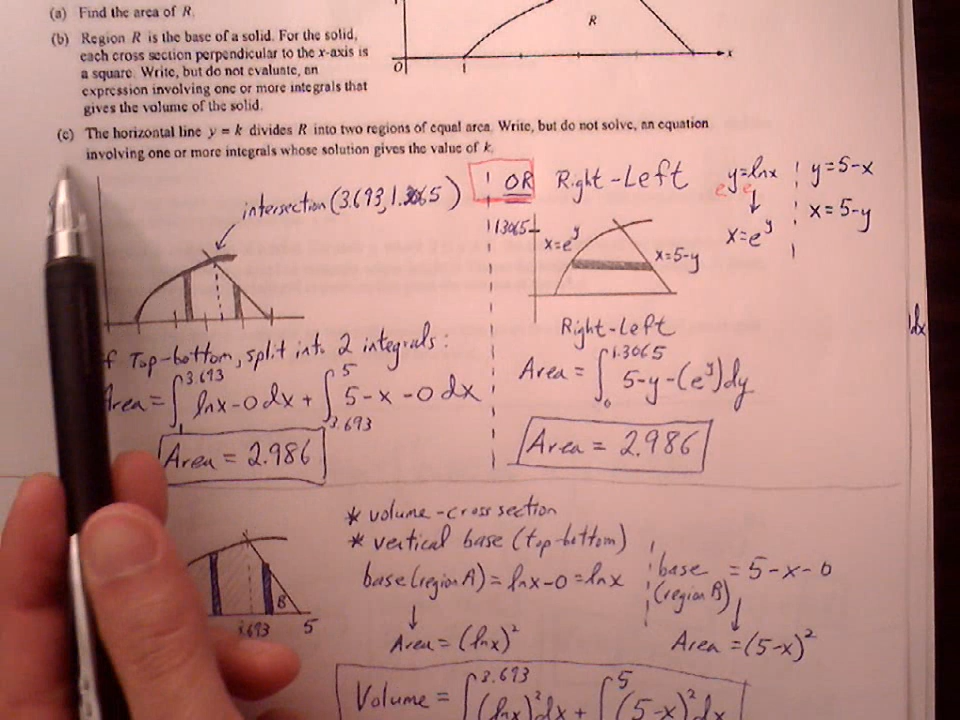 (a) Find the area of R.
(b) Region R is the base of a solid. For the solid,
each cross section perpendicular to the x-axis is
a square. Write, but do not evaluate, an
expression involving one or more integrals that
gives the volume of the solid.
R
O
1
x
(c) The horizontal line y = k divides R into two regions of equal area. Write, but do not solve, an equation
involving one or more integrals whose solution gives the value of k.
intersection (3.693, 1.3065)
f Top-bottom, split into 2 integrals:
Area = ∫₁^3.693 lnx - 0 dx + ∫_3.693^5 5 - x - 0 dx
Area = 2.986
OR Right-Left
y=lnx
e e
x=e^y
y=5-x
x=5-y
1.3065
x=e^y
x=5-y
Right-Left
Area = ∫₀^1.3065 5-y-(e^y)dy
Area = 2.986
dx
* volume - cross section
* vertical base (top-bottom)
base (region A) = lnx-0 = lnx
Area = (lnx)²
base = 5-x-0
(region B)
Area = (5-x)²
B
3.693
5
Volume = ∫^3.693 (lnx)² dx + ∫^5 (5-x)² dx